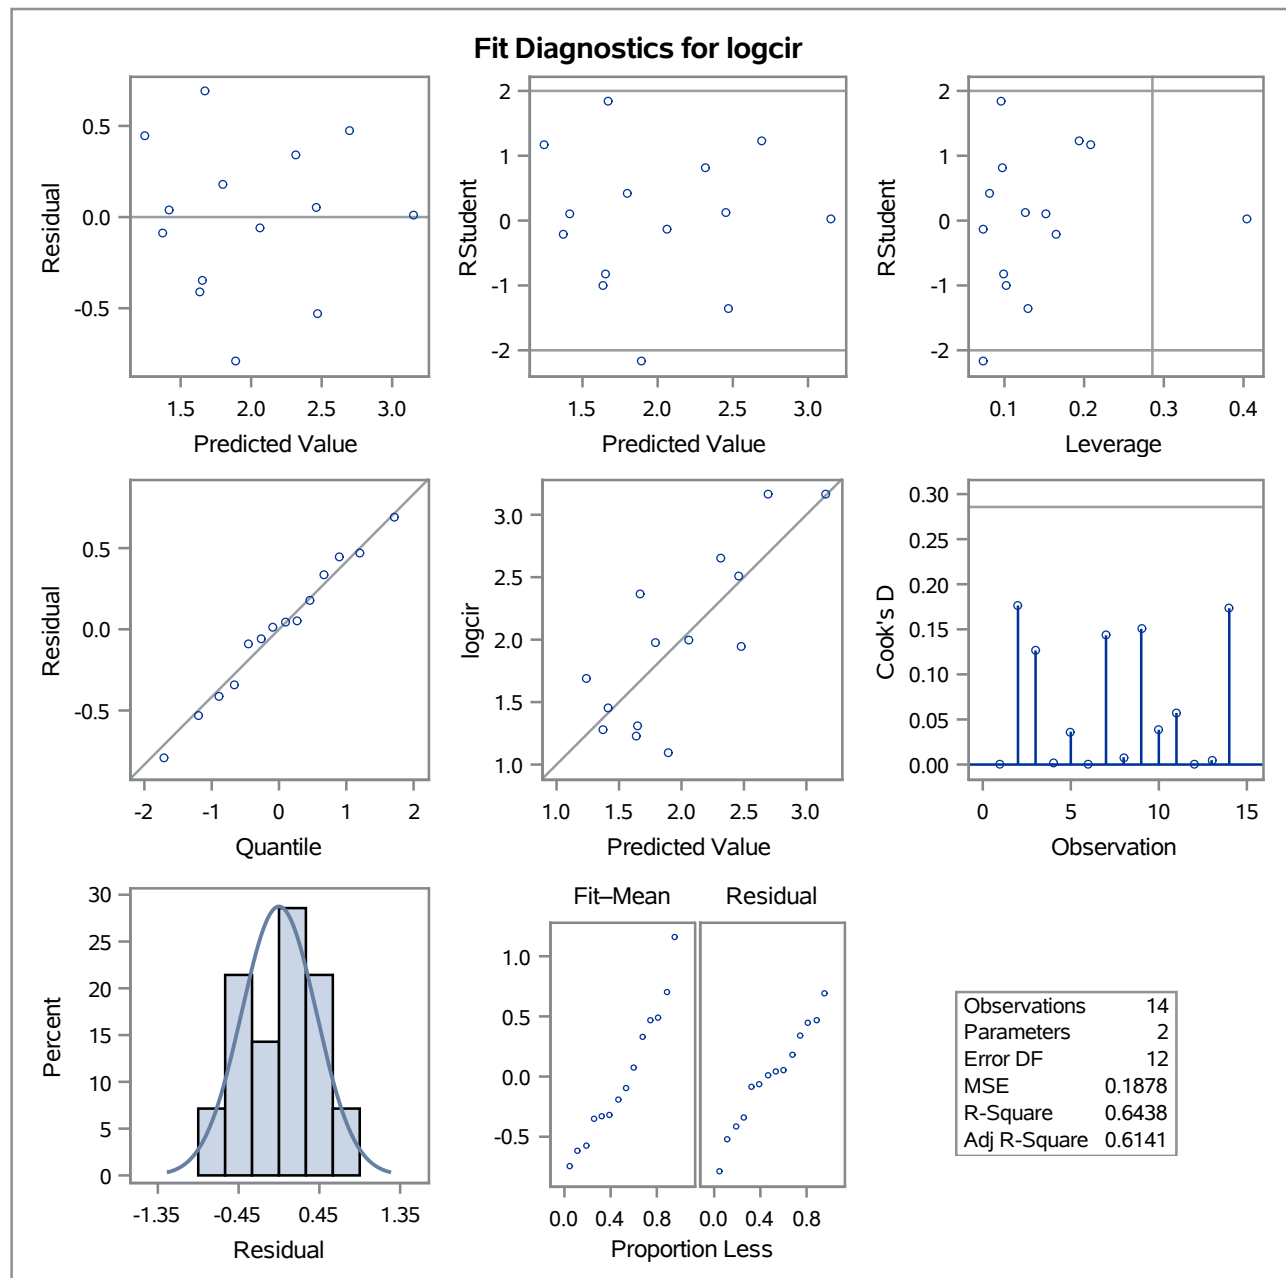 Fit Diagnostics for logcir
0.5
0.0
-0.5
Residual
1.5 2.0 2.5 3.0
Predicted Value
2
1
0
-1
-2
RStudent
1.5 2.0 2.5 3.0
Predicted Value
2
1
0
-1
-2
RStudent
0.1 0.2 0.3 0.4
Leverage
0.5
0.0
-0.5
Residual
-2 -1 0 1 2
Quantile
3.0
2.5
2.0
1.5
1.0
logcir
1.0 1.5 2.0 2.5 3.0
Predicted Value
0.30
0.25
0.20
0.15
0.10
0.05
0.00
Cook's D
0 5 10 15
Observation
30
25
20
15
10
5
0
Percent
-1.35 -0.45 0.45 1.35
Residual
Fit–Mean Residual
1.0
0.5
0.0
-0.5
0.0 0.4 0.8 0.0 0.4 0.8
Proportion Less
Observations 14
Parameters 2
Error DF 12
MSE 0.1878
R-Square 0.6438
Adj R-Square 0.6141